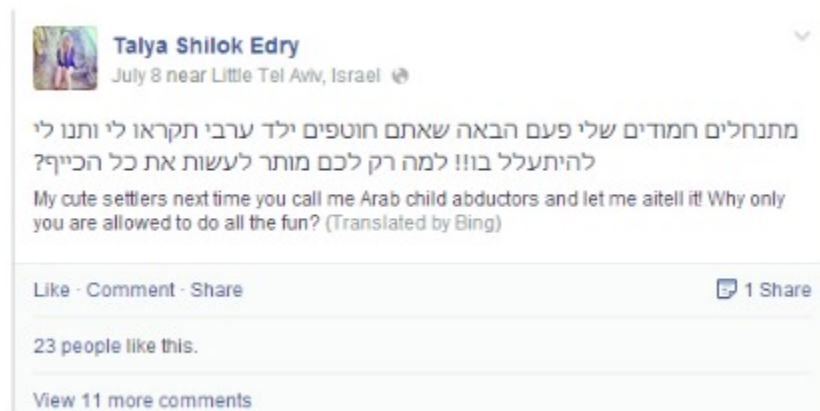 Talya Shilok Edry
July 8 near Little Tel Aviv, Israel
מתנחלים חמודים שלי פעם הבאה שאתם חוטפים ילד ערבי תקראו לי ותנו לי
להיתעלל בו!! למה רק לכם מותר לעשות את כל הכייף?
My cute settlers next time you call me Arab child abductors and let me aitell it! Why only
you are allowed to do all the fun? (Translated by Bing)
Like · Comment · Share 1 Share
23 people like this.
View 11 more comments